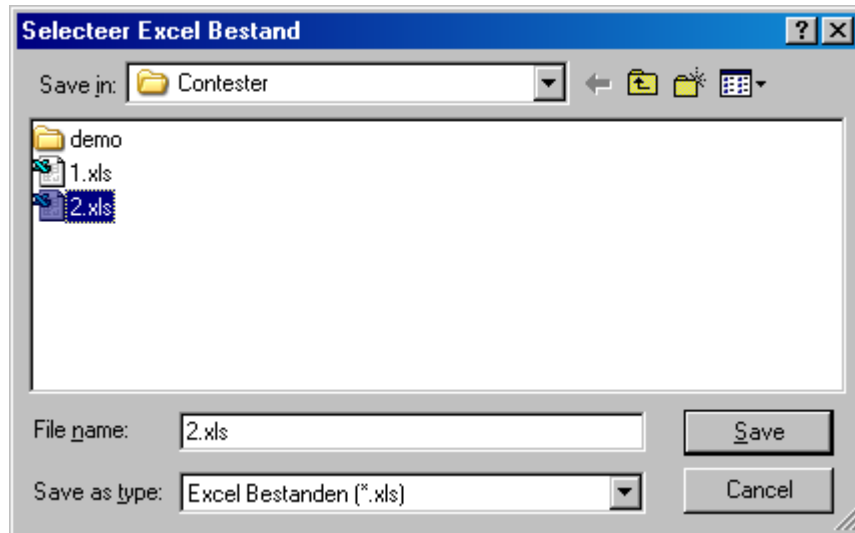 Selecteer Excel Bestand
Save in: Contester
demo
1.xls
2.xls
File name: 2.xls Save
Save as type: Excel Bestanden (*.xls) Cancel